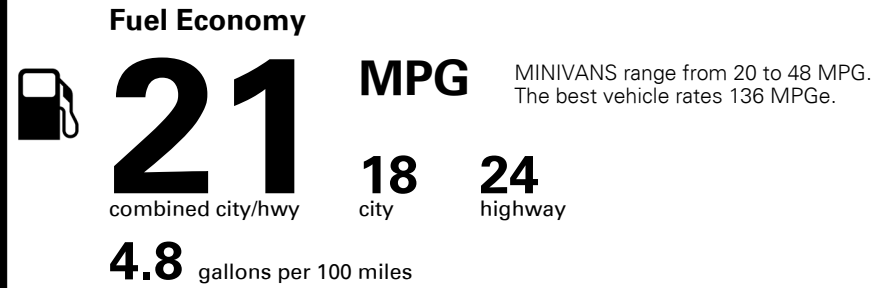 Fuel Economy
21 MPG
MINIVANS range from 20 to 48 MPG.
The best vehicle rates 136 MPGe.
combined city/hwy
18
city
24
highway
4.8 gallons per 100 miles